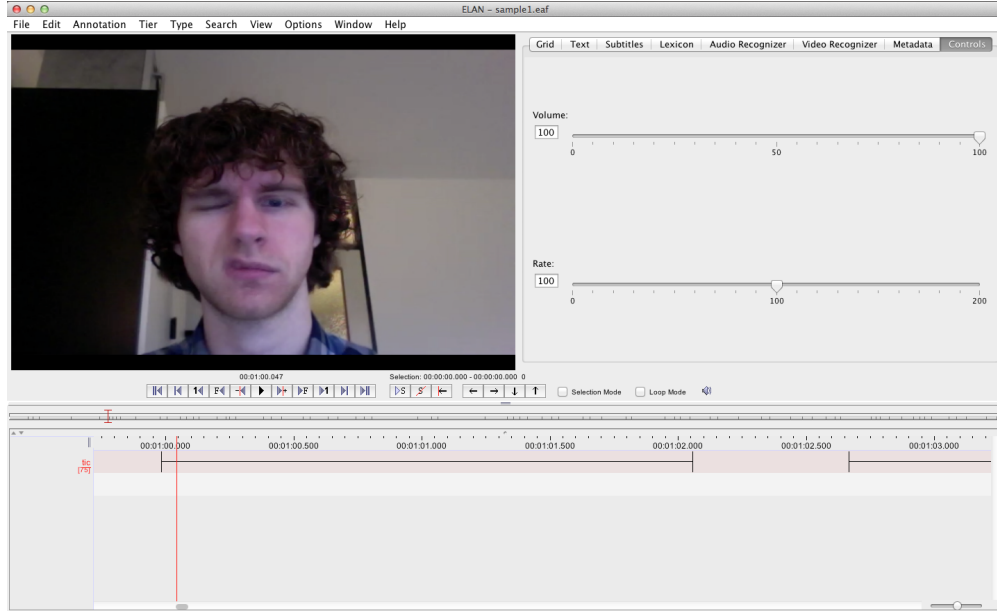 ELAN – sample1.eaf
File Edit Annotation Tier Type Search View Options Window Help
Grid Text Subtitles Lexicon Audio Recognizer Video Recognizer Metadata Controls
Volume:
100
0 50 100
Rate:
100
0 100 200
00:01:00.047 Selection: 00:00:00.000 - 00:00:00.000 0
1 F F 1 S S Selection Mode Loop Mode
00:01:00.000 00:01:00.500 00:01:01.000 00:01:01.500 00:01:02.000 00:01:02.500 00:01:03.000
tic
[75]